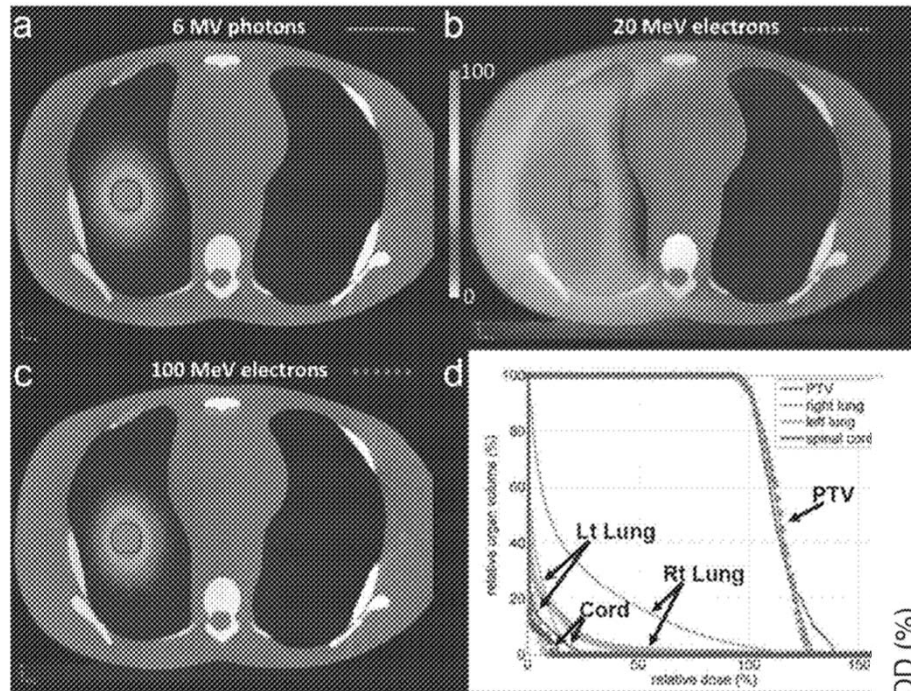 a
6 MV photons
b
20 MeV electrons
100
0
c
100 MeV electrons
d
100
80
60
40
20
0
relative organ volume (%)
PTV
right lung
left lung
spinal cord
PTV
Lt Lung
Rt Lung
Cord
0
50
100
150
relative dose (%)
DD (%)